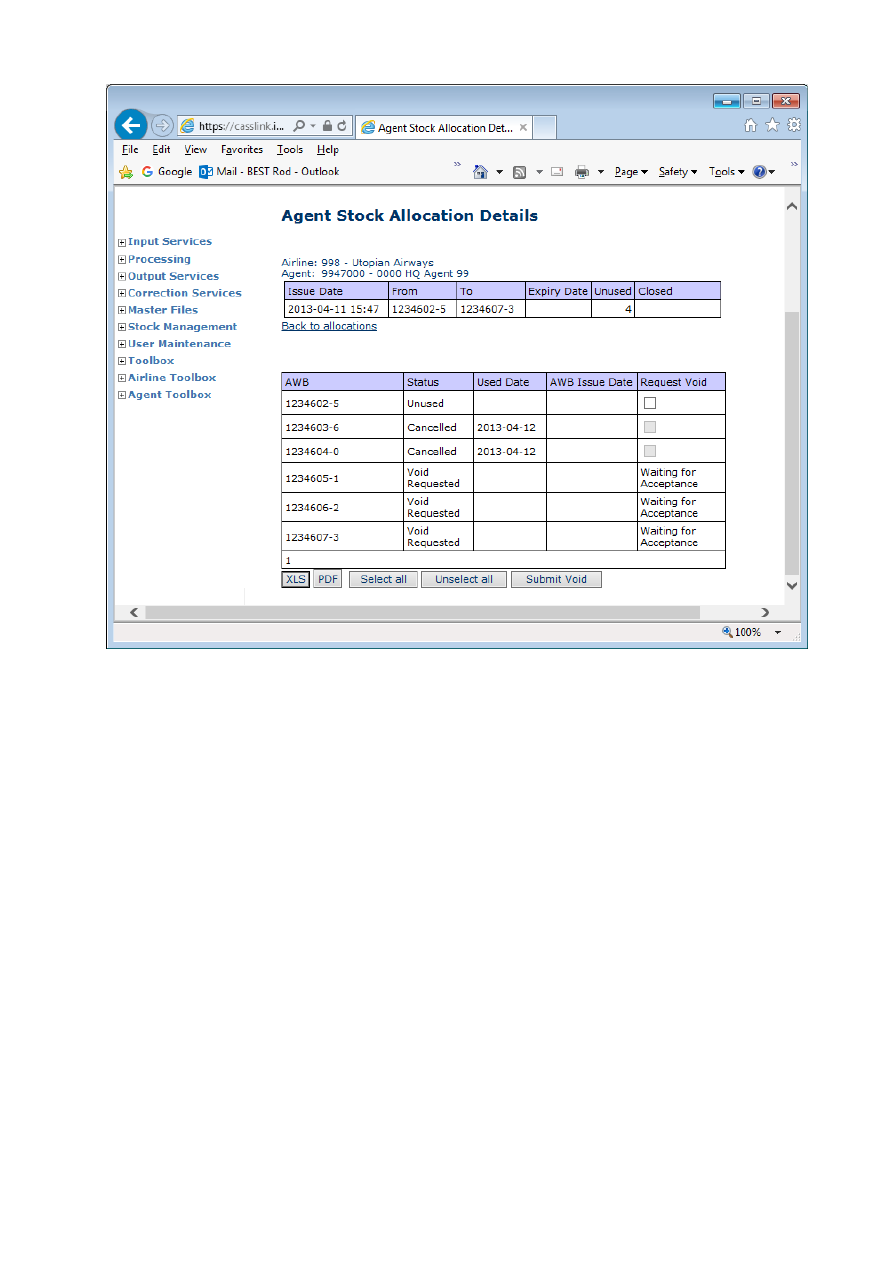 https://casslink.i...
Agent Stock Allocation Det...
File Edit View Favorites Tools Help
Google Mail - BEST Rod - Outlook Page Safety Tools
Agent Stock Allocation Details
Input Services
Processing
Output Services
Correction Services
Master Files
Stock Management
User Maintenance
Toolbox
Airline Toolbox
Agent Toolbox
Airline: 998 - Utopian Airways
Agent: 9947000 - 0000 HQ Agent 99
Issue Date From To Expiry Date Unused Closed
2013-04-11 15:47 1234602-5 1234607-3 4
Back to allocations
AWB Status Used Date AWB Issue Date Request Void
1234602-5 Unused
1234603-6 Cancelled 2013-04-12
1234604-0 Cancelled 2013-04-12
1234605-1 Void Requested Waiting for Acceptance
1234606-2 Void Requested Waiting for Acceptance
1234607-3 Void Requested Waiting for Acceptance
1
XLS PDF Select all Unselect all Submit Void
100%